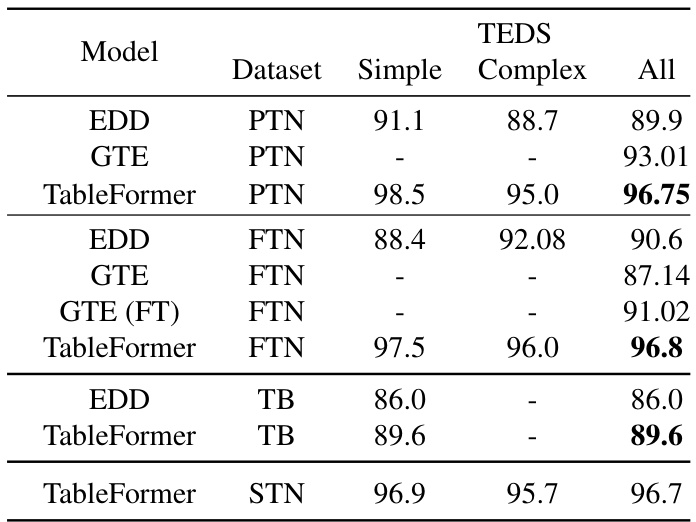 TEDS
Model
Dataset Simple Complex All
EDD PTN 91.1 88.7 89.9
GTE PTN - - 93.01
TableFormer PTN 98.5 95.0 96.75
EDD FTN 88.4 92.08 90.6
GTE FTN - - 87.14
GTE (FT) FTN - - 91.02
TableFormer FTN 97.5 96.0 96.8
EDD TB 86.0 - 86.0
TableFormer TB 89.6 - 89.6
TableFormer STN 96.9 95.7 96.7